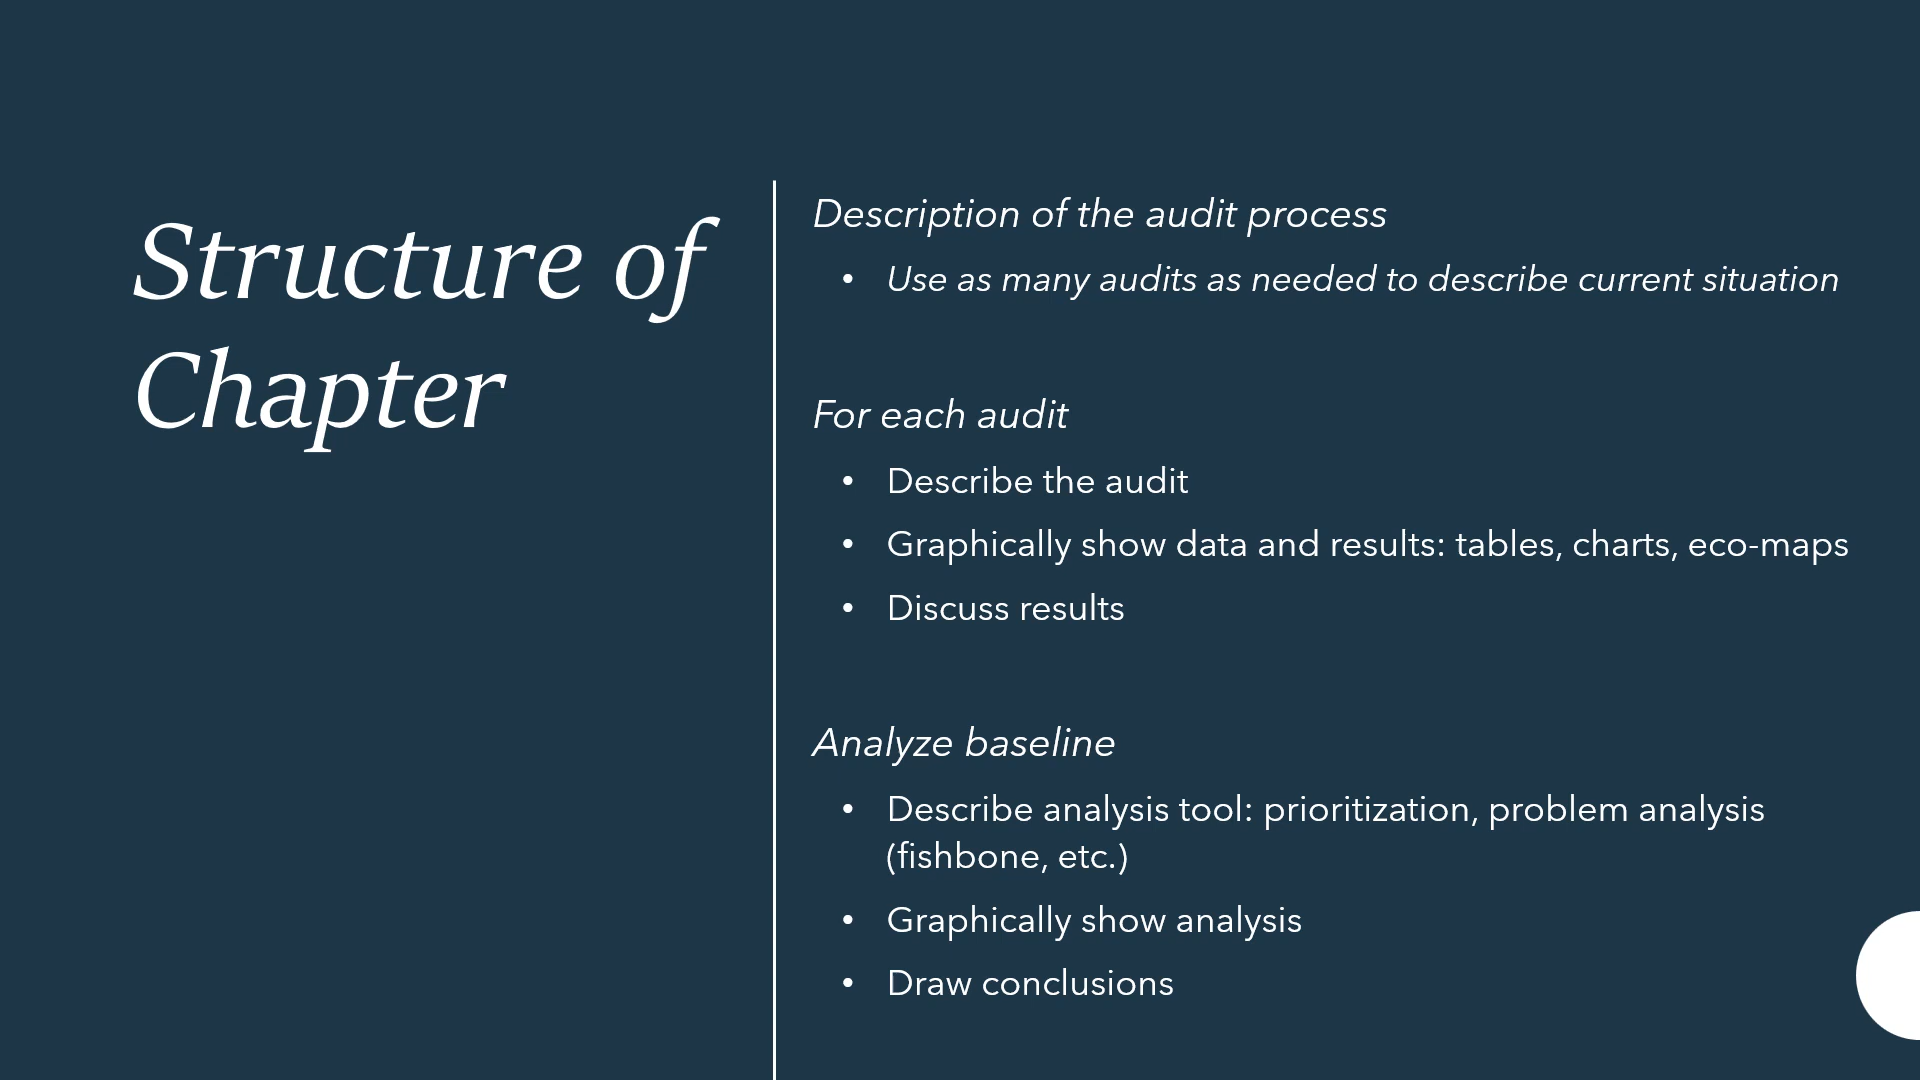 Structure of
Chapter
Description of the audit process
• Use as many audits as needed to describe current situation
For each audit
• Describe the audit
• Graphically show data and results: tables, charts, eco-maps
• Discuss results
Analyze baseline
• Describe analysis tool: prioritization, problem analysis
(fishbone, etc.)
• Graphically show analysis
• Draw conclusions